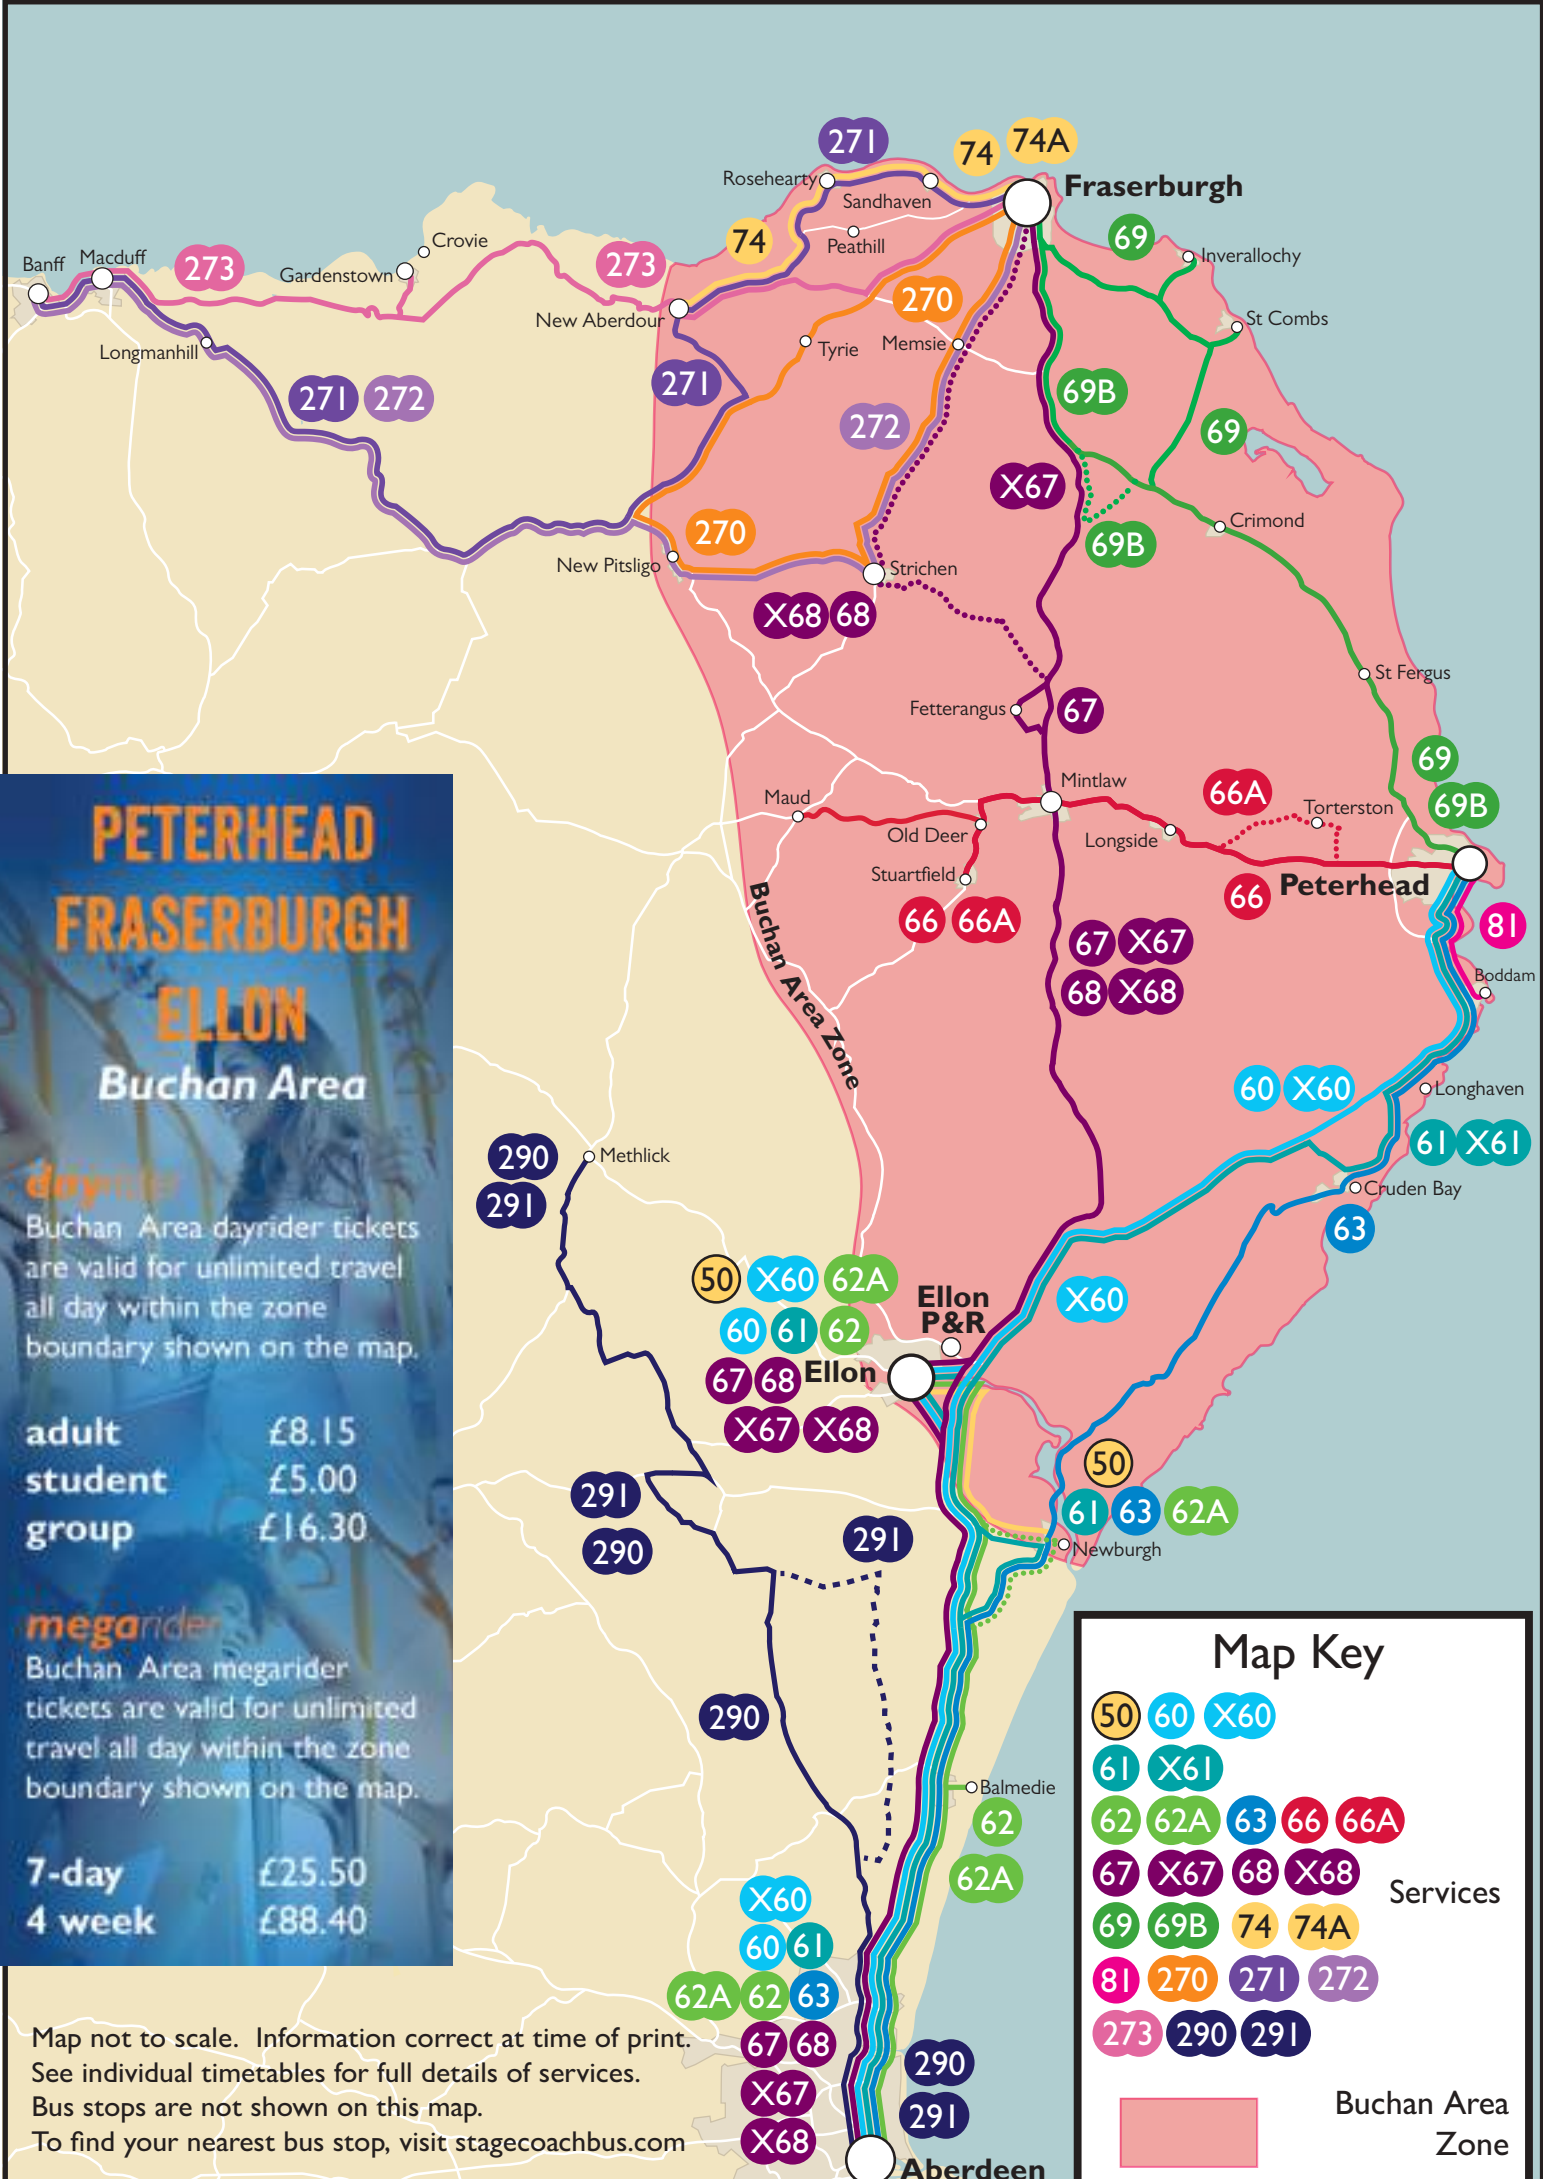 271
74
74A
Fraserburgh
Rosehearty
Sandhaven
Peathill
69
Inverallochy
Crovie
Banff
Macduff
273
Gardenstown
273
74
270
New Aberdour
St Combs
Longmanhill
Tyrie
Memsie
271
272
271
69B
272
69
X67
270
69B
Crimond
New Pitsligo
Strichen
X68
68
St Fergus
Fetterangus
67
69
Mintlaw
66A
69B
Maud
Torterston
Old Deer
Longside
Stuartfield
Peterhead
66
66A
66
81
67
X67
Boddam
68
X68
Buchan Area Zone
60
X60
Longhaven
61
X61
290
Methlick
291
Cruden Bay
63
50
X60
62A
Ellon
P&R
X60
60
61
62
67
68
Ellon
X67
X68
50
291
61
63
62A
290
291
Newburgh
290
Balmedie
62
62A
X60
60
61
62A
62
63
67
68
290
X67
291
X68
Aberdeen
PETERHEAD
FRASERBURGH
ELLON
Buchan Area
day
Buchan Area dayrider tickets
are valid for unlimited travel
all day within the zone
boundary shown on the map.
adult £8.15
student £5.00
group £16.30
megarider
Buchan Area megarider
tickets are valid for unlimited
travel all day within the zone
boundary shown on the map.
7-day £25.50
4 week £88.40
Map not to scale. Information correct at time of print.
See individual timetables for full details of services.
Bus stops are not shown on this map.
To find your nearest bus stop, visit stagecoachbus.com
Map Key
50 60 X60
61 X61
62 62A 63 66 66A
67 X67 68 X68
Services
69 69B 74 74A
81 270 271 272
273 290 291
Buchan Area
Zone